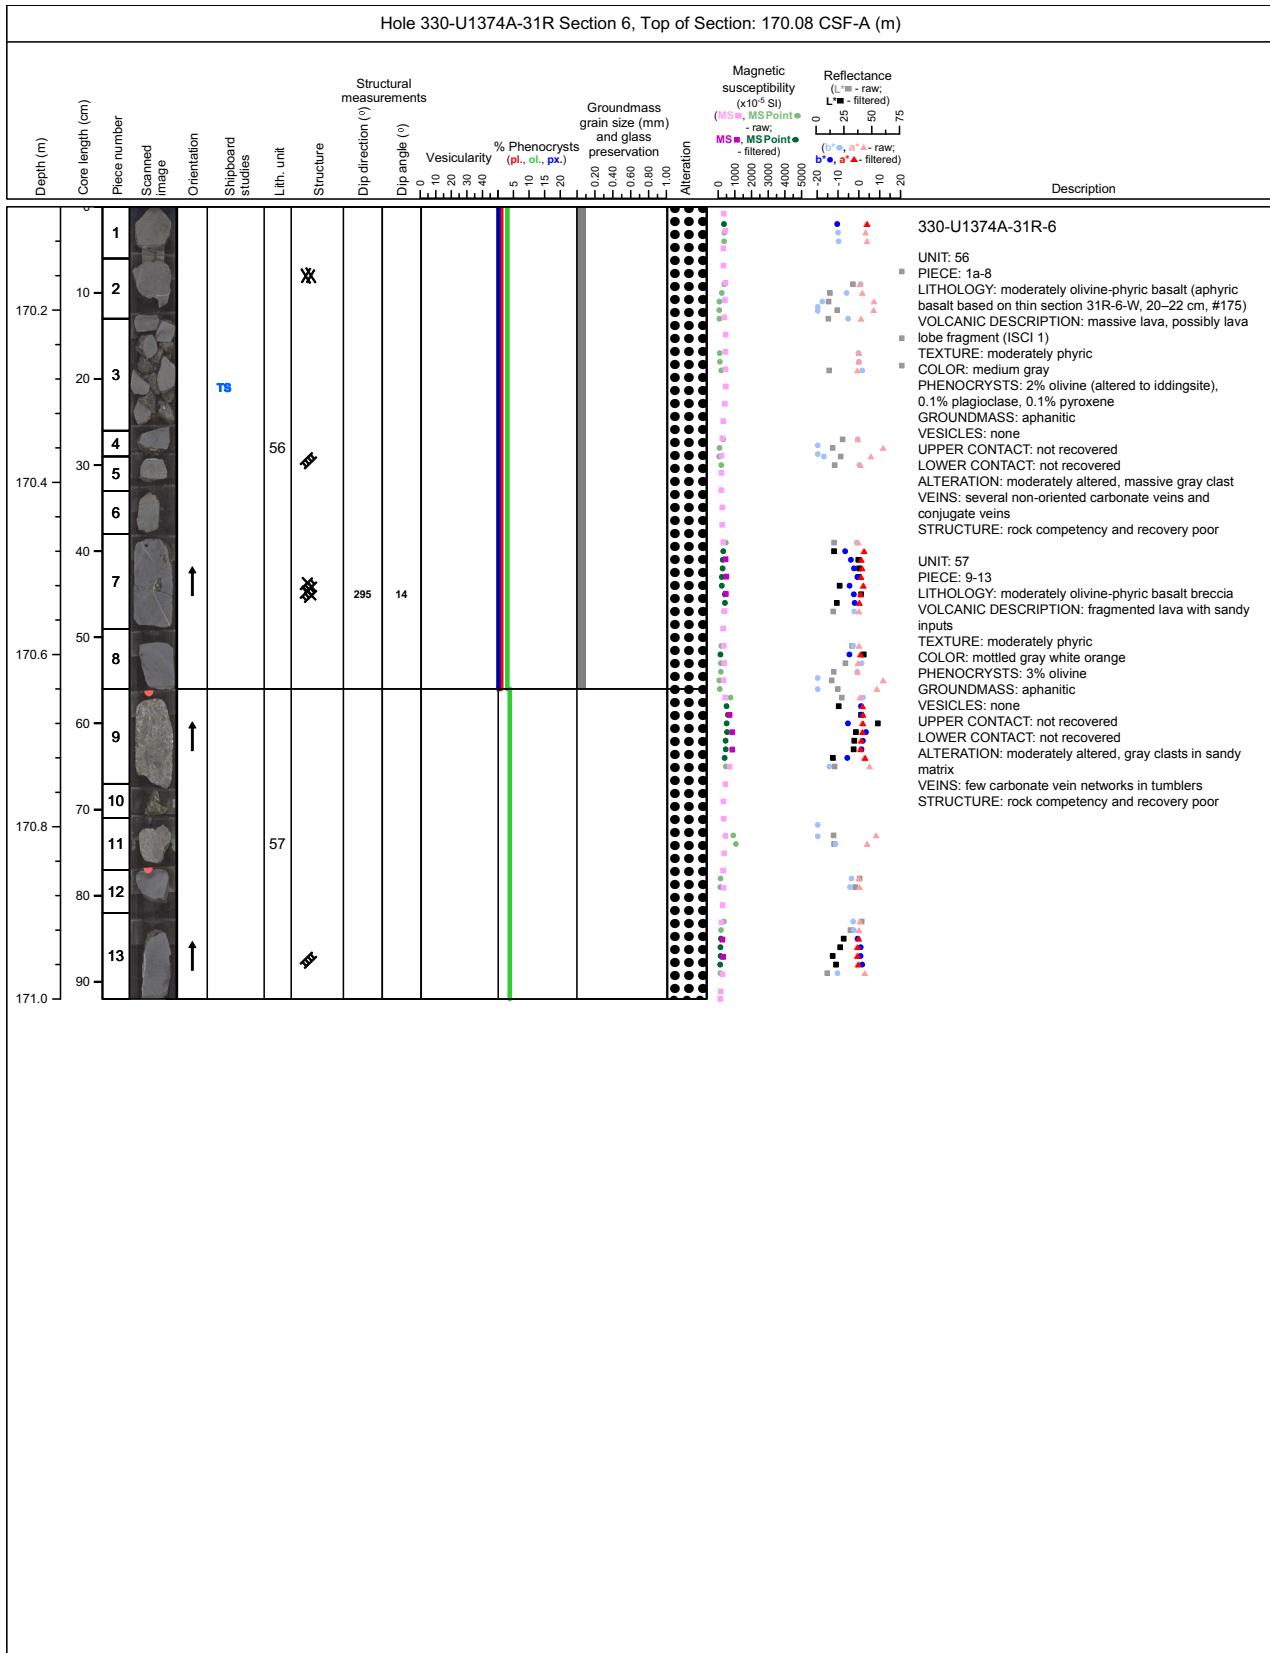 Hole 330-U1374A-31R Section 6, Top of Section: 170.08 CSF-A (m)
Depth (m)
Core length (cm)
Piece number
Scanned
image
Orientation
Shipboard
studies
Lith. unit
Structure
Structural
measurements
Dip direction (º)
Dip angle (º)
Vesicularity
0 10 20 30 40
% Phenocrysts
(pl., ol., px.)
5 10 15 20
Groundmass
grain size (mm)
and glass
preservation
0.20 0.40 0.60 0.80 1.00
Alteration
Magnetic
susceptibility
(x10-5 SI)
(MS■, MSPoint●
- raw;
MS■, MSPoint●
- filtered)
0 1000 2000 3000 4000 5000
Reflectance
(L*■ - raw;
L*■ - filtered)
0 25 50 75
(b*●, a*▲- raw;
b*●, a*▲- filtered)
-20 -10 0 10 20
Description
0
1
2
10
170.2
3
20
TS
4
56
5
30
170.4
6
40
7
295
14
50
8
170.6
60
9
10
70
170.8
11
57
12
80
13
90
171.0
330-U1374A-31R-6
UNIT: 56
PIECE: 1a-8
LITHOLOGY: moderately olivine-phyric basalt (aphyric
basalt based on thin section 31R-6-W, 20–22 cm, #175)
VOLCANIC DESCRIPTION: massive lava, possibly lava
lobe fragment (ISCI 1)
TEXTURE: moderately phyric
COLOR: medium gray
PHENOCRYSTS: 2% olivine (altered to iddingsite),
0.1% plagioclase, 0.1% pyroxene
GROUNDMASS: aphanitic
VESICLES: none
UPPER CONTACT: not recovered
LOWER CONTACT: not recovered
ALTERATION: moderately altered, massive gray clast
VEINS: several non-oriented carbonate veins and
conjugate veins
STRUCTURE: rock competency and recovery poor
UNIT: 57
PIECE: 9-13
LITHOLOGY: moderately olivine-phyric basalt breccia
VOLCANIC DESCRIPTION: fragmented lava with sandy
inputs
TEXTURE: moderately phyric
COLOR: mottled gray white orange
PHENOCRYSTS: 3% olivine
GROUNDMASS: aphanitic
VESICLES: none
UPPER CONTACT: not recovered
LOWER CONTACT: not recovered
ALTERATION: moderately altered, gray clasts in sandy
matrix
VEINS: few carbonate vein networks in tumblers
STRUCTURE: rock competency and recovery poor